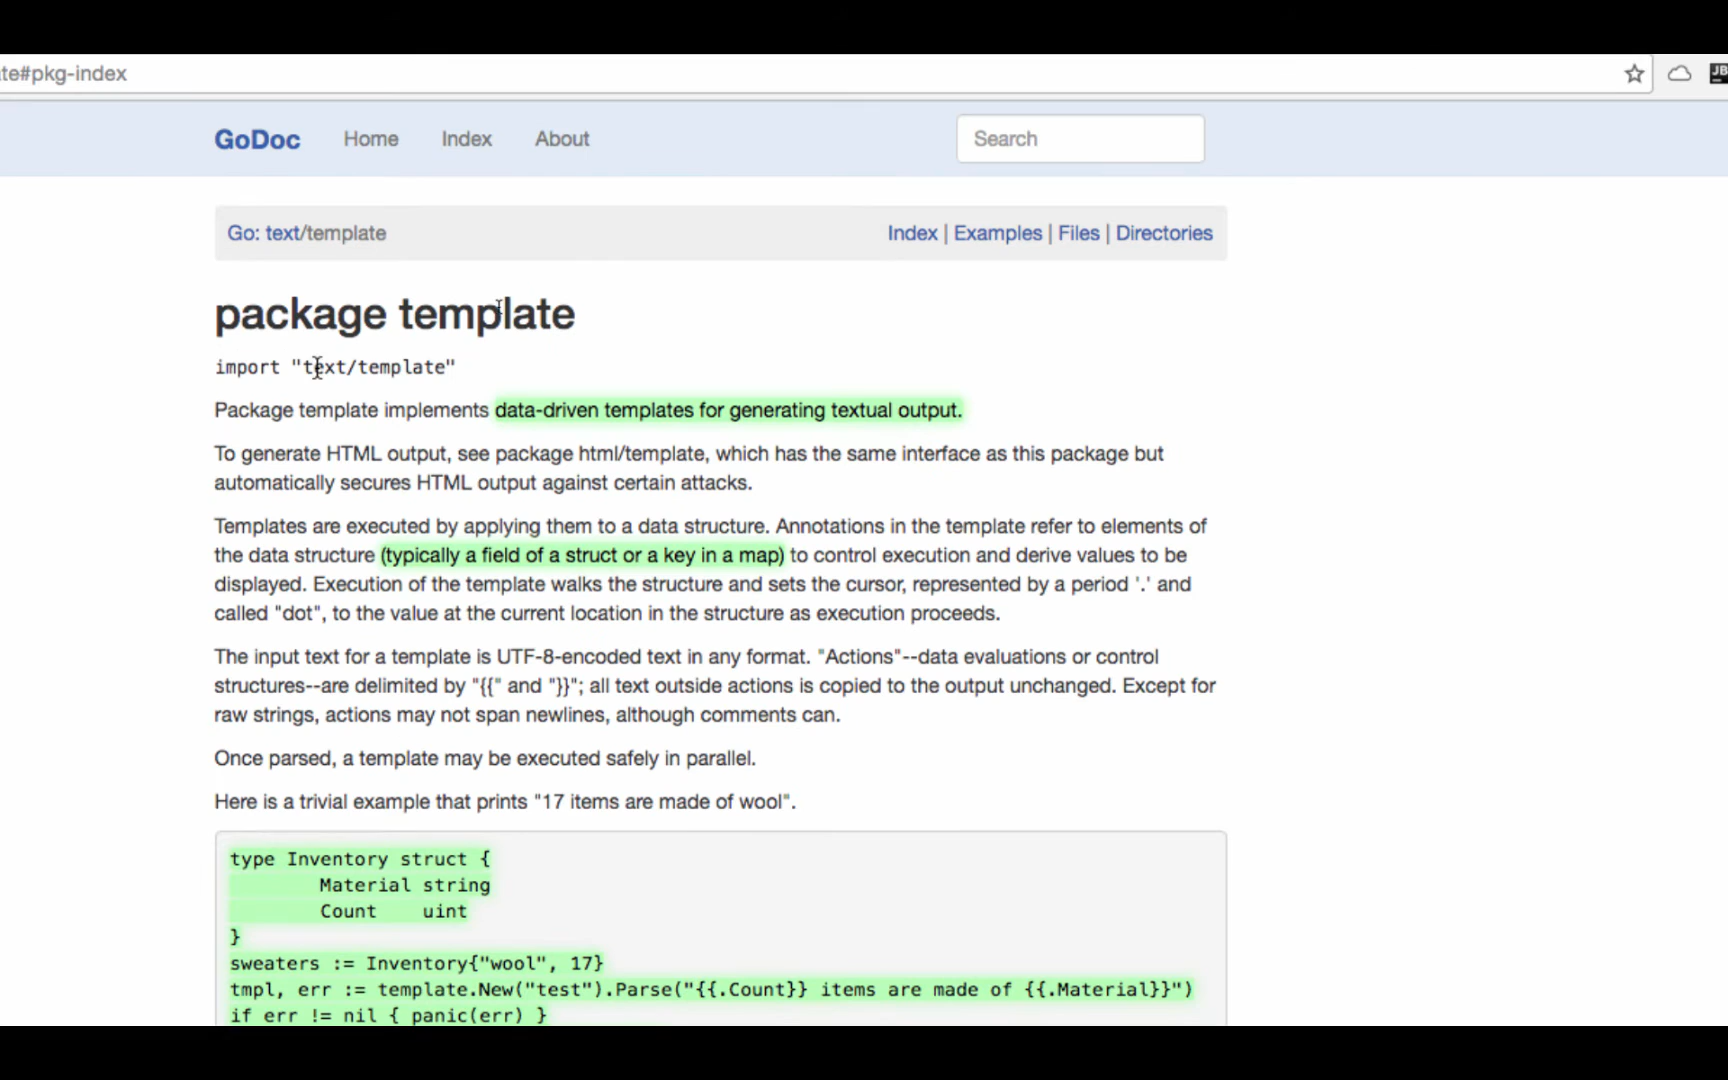 te#pkg-index
JB
GoDoc Home Index About Search
Go: text/template Index | Examples | Files | Directories
package template
import "text/template"
Package template implements data-driven templates for generating textual output.
To generate HTML output, see package html/template, which has the same interface as this package but
automatically secures HTML output against certain attacks.
Templates are executed by applying them to a data structure. Annotations in the template refer to elements of
the data structure (typically a field of a struct or a key in a map) to control execution and derive values to be
displayed. Execution of the template walks the structure and sets the cursor, represented by a period '.' and
called "dot", to the value at the current location in the structure as execution proceeds.
The input text for a template is UTF-8-encoded text in any format. "Actions"--data evaluations or control
structures--are delimited by "{{" and "}}"; all text outside actions is copied to the output unchanged. Except for
raw strings, actions may not span newlines, although comments can.
Once parsed, a template may be executed safely in parallel.
Here is a trivial example that prints "17 items are made of wool".
type Inventory struct {
Material string
Count uint
}
sweaters := Inventory{"wool", 17}
tmpl, err := template.New("test").Parse("{{.Count}} items are made of {{.Material}}")
if err != nil { panic(err) }